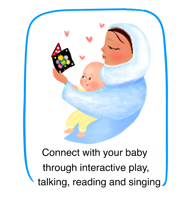 Connect with your baby
through interactive play,
talking, reading and singing